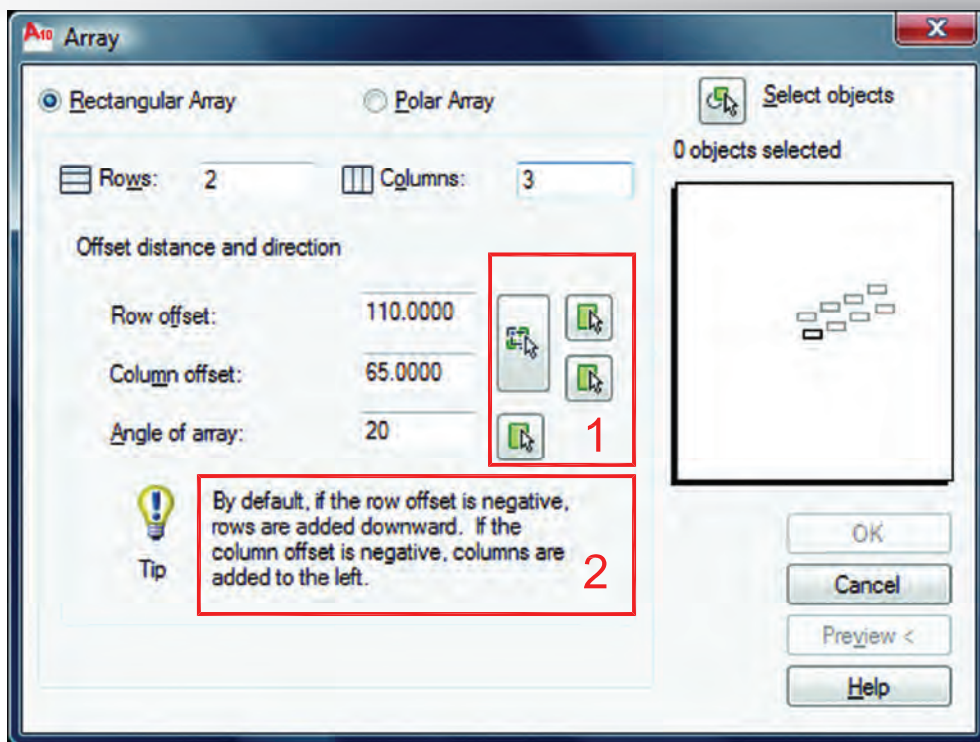 A10 Array
X
Rectangular Array Polar Array Select objects
0 objects selected
Rows: 2 Columns: 3
Offset distance and direction
Row offset: 110.0000
Column offset: 65.0000
Angle of array: 20
1
By default, if the row offset is negative,
rows are added downward. If the
column offset is negative, columns are
added to the left.
Tip
2
OK
Cancel
Preview <
Help